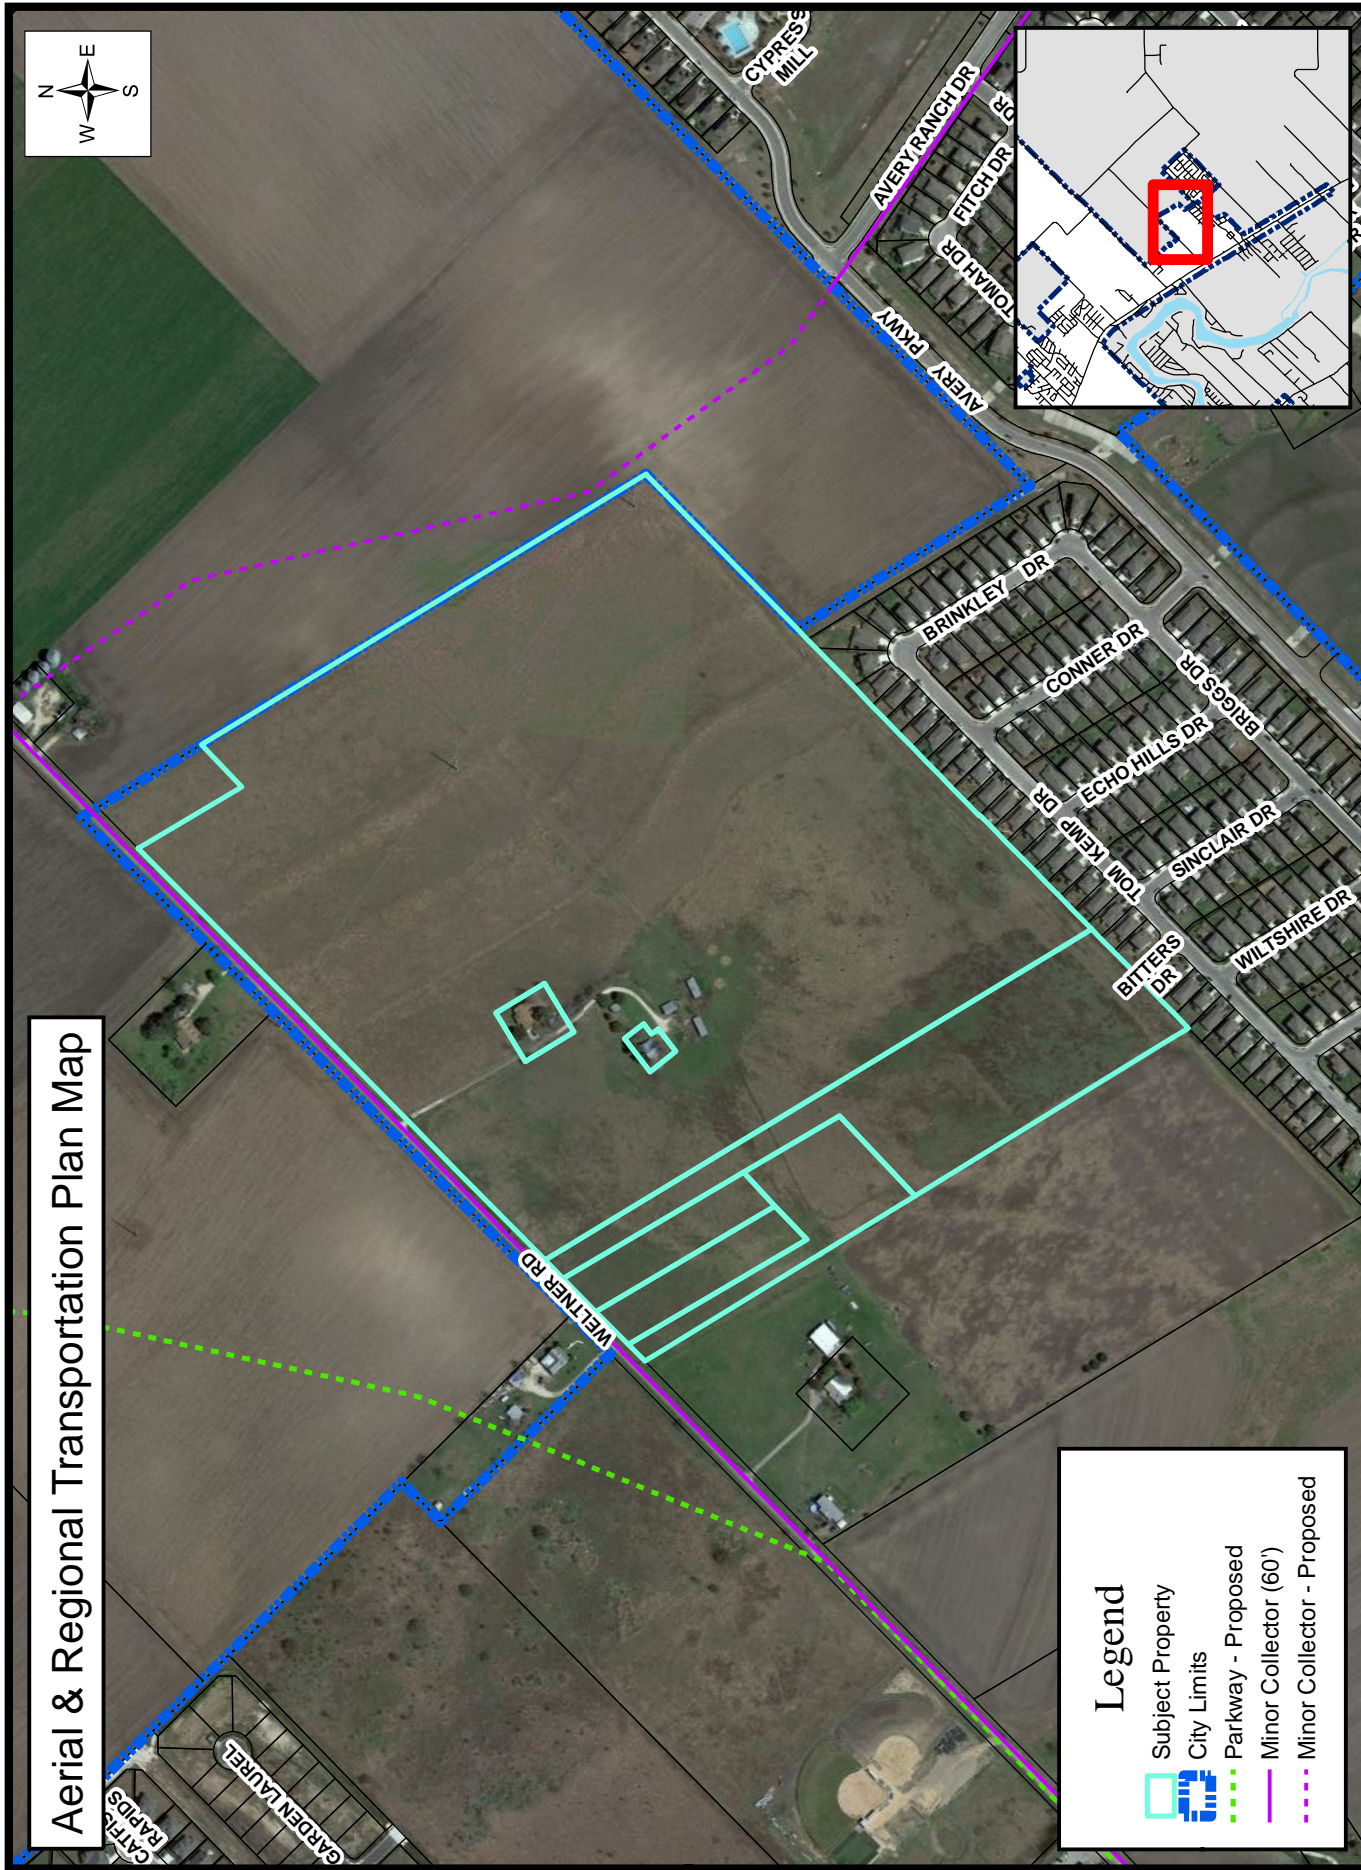 Aerial & Regional Transportation Plan Map
N
E
S
W
CYPRESS
MILL
AVERY RANCH DR
FITCH DR
DR
TOMAH DR
AVERY PKWY
BRINKLEY DR
CONNER DR
BRIGGS DR
ECHO HILLS DR
TOM KEMP DR
SINCLAIR DR
WILTSHIRE DR
BITTERS
DR
WELTNER RD
GARDEN LAUREL
RAPIDS
Legend
Subject Property
City Limits
Parkway - Proposed
Minor Collector (60')
Minor Collector - Proposed